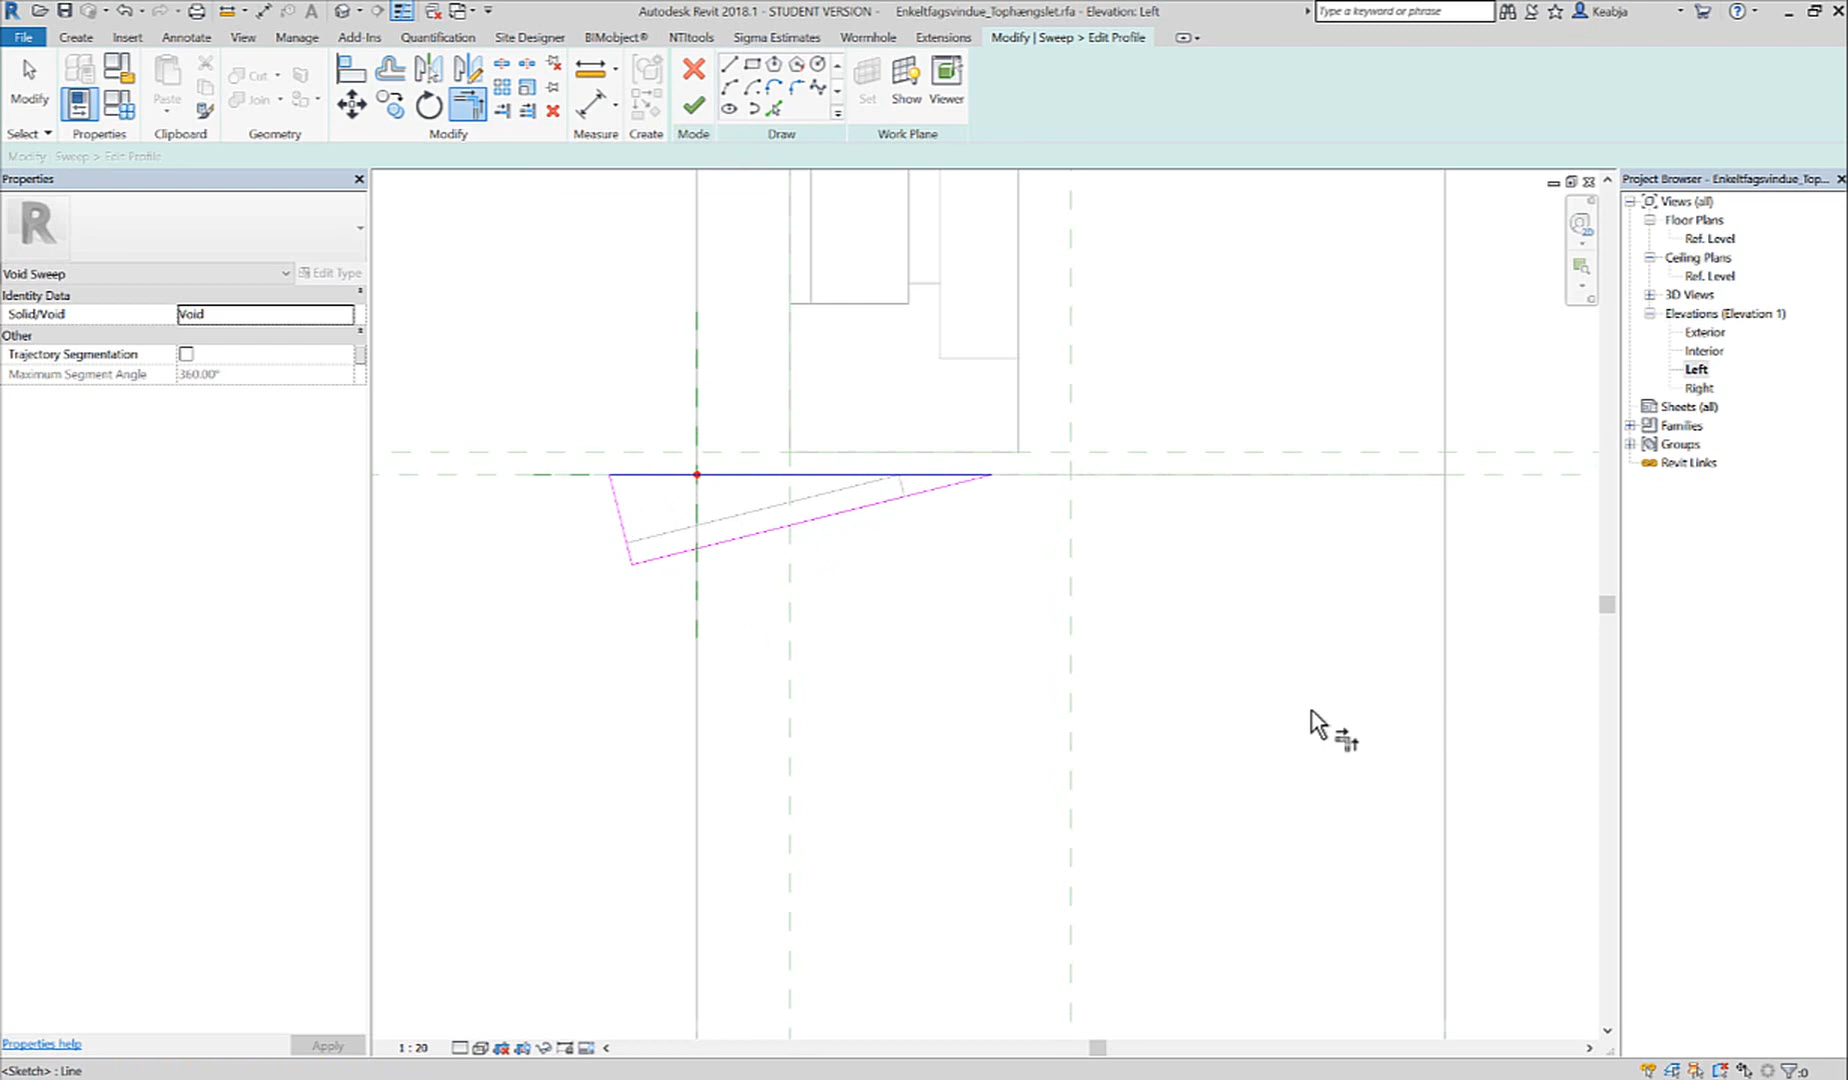 Autodesk Revit 2018.1 - STUDENT VERSION - Enkeltfagsvindue_Tophængslet.rfa - Elevation: Left
Type a keyword or phrase
Keabja
File Create Insert Annotate View Manage Add-Ins Quantification Site Designer BIMobject® NTItools Sigma Estimates Wormhole Extensions Modify | Sweep > Edit Profile
Modify
Paste
Cut
Join
Set Show Viewer
Select Properties Clipboard Geometry Modify Measure Create Mode Draw Work Plane
Modify | Sweep > Edit Profile
Properties
R
Void Sweep
Edit Type
Identity Data
Solid/Void Void
Other
Trajectory Segmentation
Maximum Segment Angle 360.00°
Properties help
Apply
Project Browser - Enkeltfagsvindue_Top...
Views (all)
Floor Plans
Ref. Level
Ceiling Plans
Ref. Level
3D Views
Elevations (Elevation 1)
Exterior
Interior
Left
Right
Sheets (all)
Families
Groups
Revit Links
2D
1 : 20
<Sketch> : Line
:0